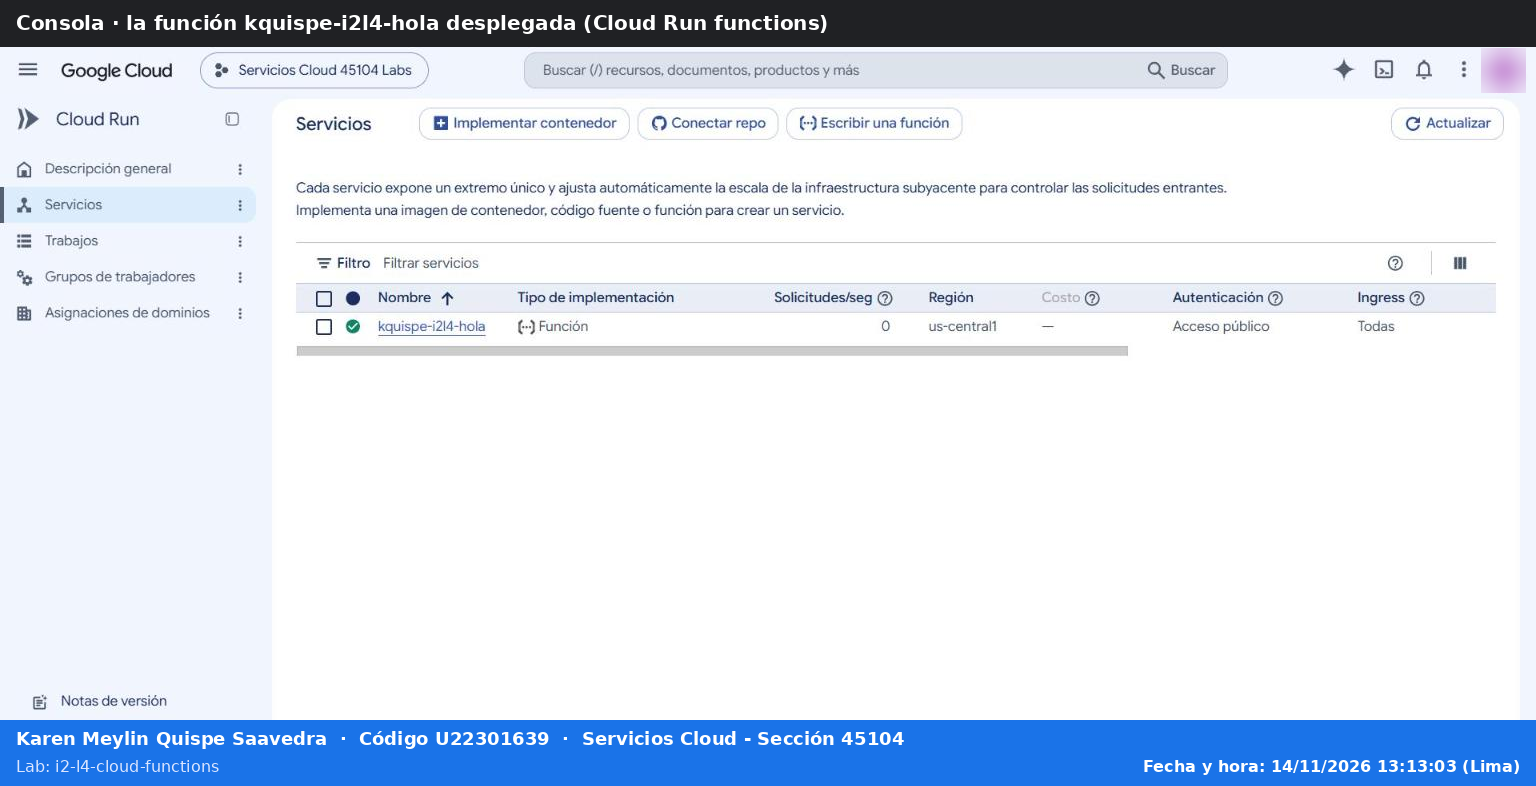 Consola · la función kquispe-i2l4-hola desplegada (Cloud Run functions)
Google Cloud
Servicios Cloud 45104 Labs
Buscar (/) recursos, documentos, productos y más
Buscar
Cloud Run
Servicios
Implementar contenedor
Conectar repo
Escribir una función
Actualizar
Descripción general
Servicios
Trabajos
Grupos de trabajadores
Asignaciones de dominios
Cada servicio expone un extremo único y ajusta automáticamente la escala de la infraestructura subyacente para controlar las solicitudes entrantes.
Implementa una imagen de contenedor, código fuente o función para crear un servicio.
Filtro Filtrar servicios
Nombre Tipo de implementación Solicitudes/seg Región Costo Autenticación Ingress
kquispe-i2l4-hola Función 0 us-central1 — Acceso público Todas
Notas de versión
Karen Meylin Quispe Saavedra · Código U22301639 · Servicios Cloud - Sección 45104
Lab: i2-l4-cloud-functions
Fecha y hora: 14/11/2026 13:13:03 (Lima)